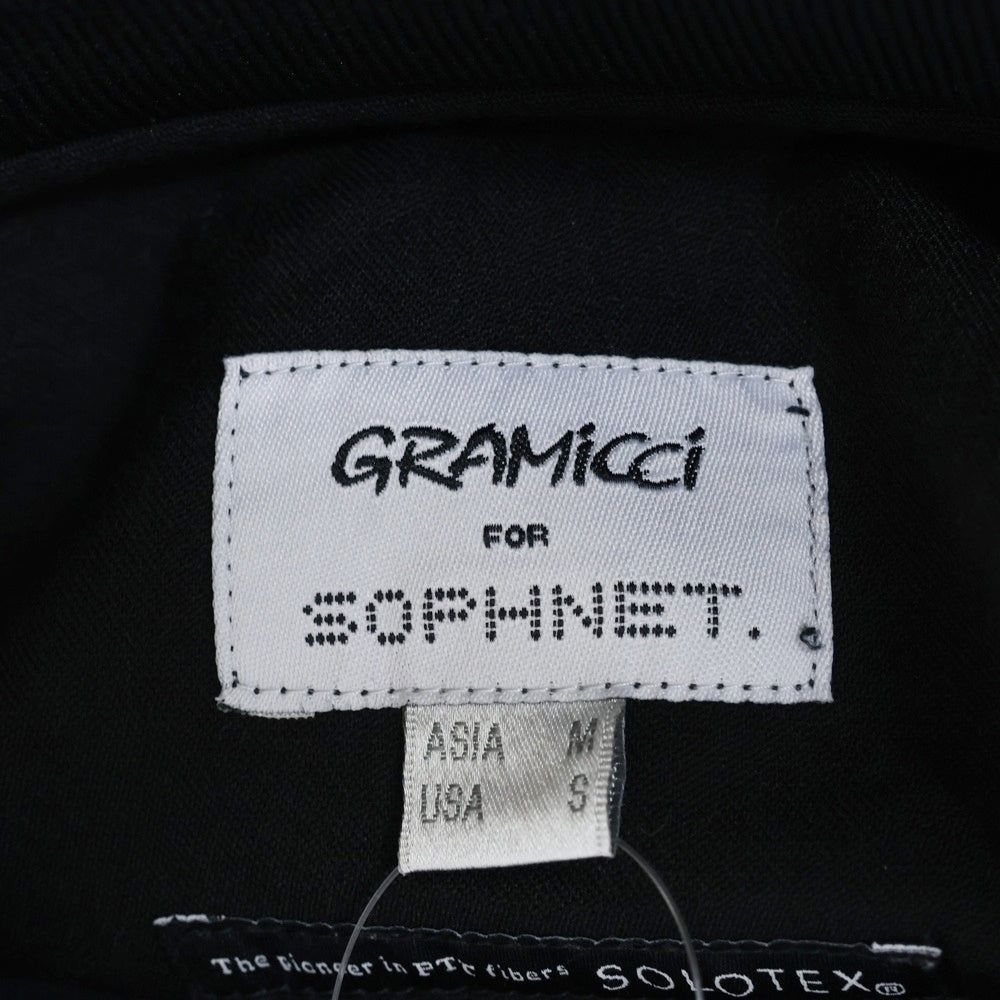 GRAMicci
FOR
SOPHNET.
ASIA M
USA S
The Pioneer in PTT fibers SOLOTEX®